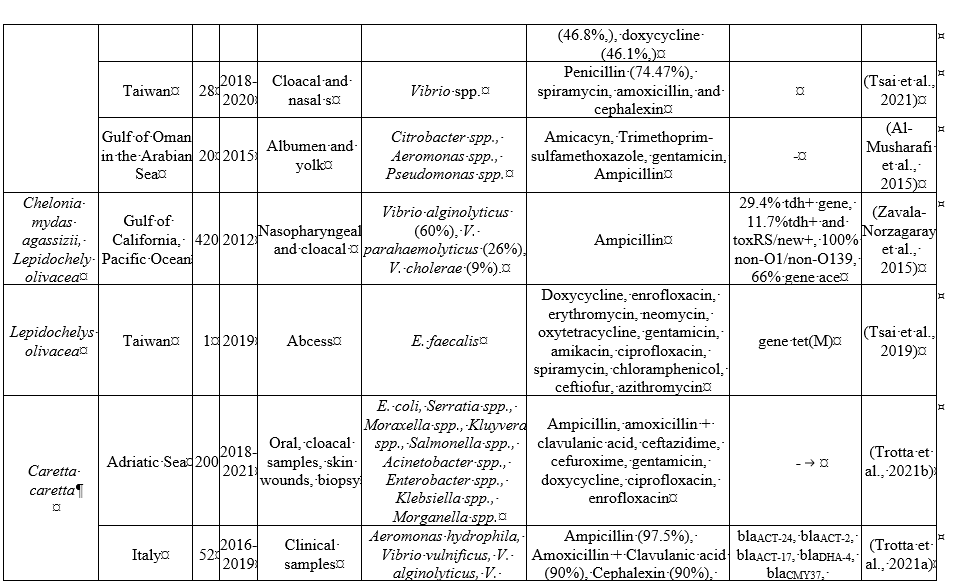 (46.8%,), doxycycline
(46.1%,)¤
Taiwan¤
28¤
2018-
2020¤
Cloacal and
nasal s¤
Vibrio spp.¤
Penicillin (74.47%),
spiramycin, amoxicillin, and
cephalexin¤
¤
(Tsai et al.,
2021)¤
Gulf of Oman
in the Arabian
Sea¤
20¤
2015¤
Albumen and
yolk¤
Citrobacter spp.,
Aeromonas spp.,
Pseudomonas spp.¤
Amicacyn, Trimethoprim-
sulfamethoxazole, gentamicin,
Ampicillin¤
-¤
(Al-
Musharafi
et al.,
2015)¤
Chelonia
mydas
agassizii,
Lepidochely
olivacea¤
Gulf of
California,
Pacific Ocean
420
2012¤
Nasopharyngeal
and cloacal ¤
Vibrio alginolyticus
(60%), V.
parahaemolyticus (26%),
V. cholerae (9%).¤
Ampicillin¤
29.4% tdh+ gene,
11.7%tdh+ and
toxRS/new+, 100%
non-O1/non-O139,
66% gene ace¤
(Zavala-
Norzagaray
et al.,
2015)¤
Lepidochelys
olivacea¤
Taiwan¤
1¤
2019¤
Abcess¤
E. faecalis¤
Doxycycline, enrofloxacin,
erythromycin, neomycin,
oxytetracycline, gentamicin,
amikacin, ciprofloxacin,
spiramycin, chloramphenicol,
ceftiofur, azithromycin¤
gene tet(M)¤
(Tsai et al.,
2019)¤
Caretta
caretta¶
¤
Adriatic Sea¤
200
2018-
2021¤
Oral, cloacal
samples, skin
wounds, biopsy
E. coli, Serratia spp.,
Moraxella spp., Kluyvera
spp., Salmonella spp.,
Acinetobacter spp.,
Enterobacter spp.,
Klebsiella spp.,
Morganella spp.¤
Ampicillin, amoxicillin +
clavulanic acid, ceftazidime,
cefuroxime, gentamicin,
doxycycline, ciprofloxacin,
enrofloxacin¤
- → ¤
(Trotta et
al., 2021b)¤
Italy¤
52¤
2016-
2019¤
Clinical
samples¤
Aeromonas hydrophila,
Vibrio vulnificus, V.
alginolyticus, V.
Ampicillin (97.5%),
Amoxicillin + Clavulanic acid
(90%), Cephalexin (90%),
blaACT-24, blaACT-2,
blaACT-17, blaDHA-4,
blaCMY37,
(Trotta et
al., 2021a)¤